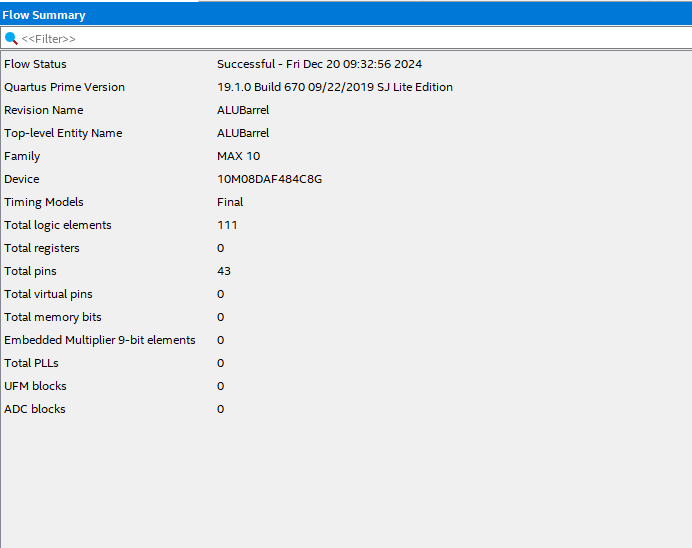 Flow Summary
<<Filter>>
Flow Status Successful - Fri Dec 20 09:32:56 2024
Quartus Prime Version 19.1.0 Build 670 09/22/2019 SJ Lite Edition
Revision Name ALUBarrel
Top-level Entity Name ALUBarrel
Family MAX 10
Device 10M08DAF484C8G
Timing Models Final
Total logic elements 111
Total registers 0
Total pins 43
Total virtual pins 0
Total memory bits 0
Embedded Multiplier 9-bit elements 0
Total PLLs 0
UFM blocks 0
ADC blocks 0